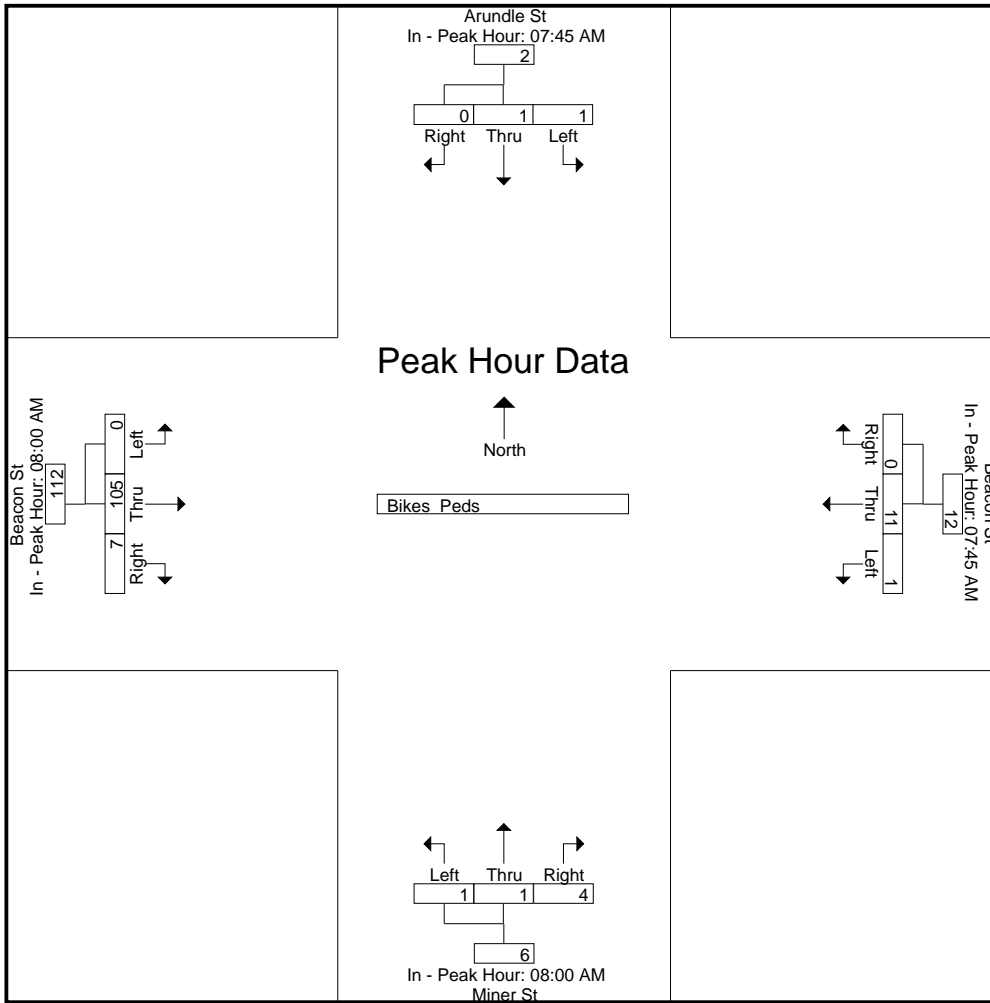 Arundle St
In - Peak Hour: 07:45 AM
2
0 1 1
Right Thru Left
Peak Hour Data
North
Bikes Peds
Beacon St
In - Peak Hour: 08:00 AM
112
0 105 7
Left Thru Right
Beacon St
In - Peak Hour: 07:45 AM
12
0 11 1
Right Thru Left
Left Thru Right
1 1 4
6
In - Peak Hour: 08:00 AM
Miner St